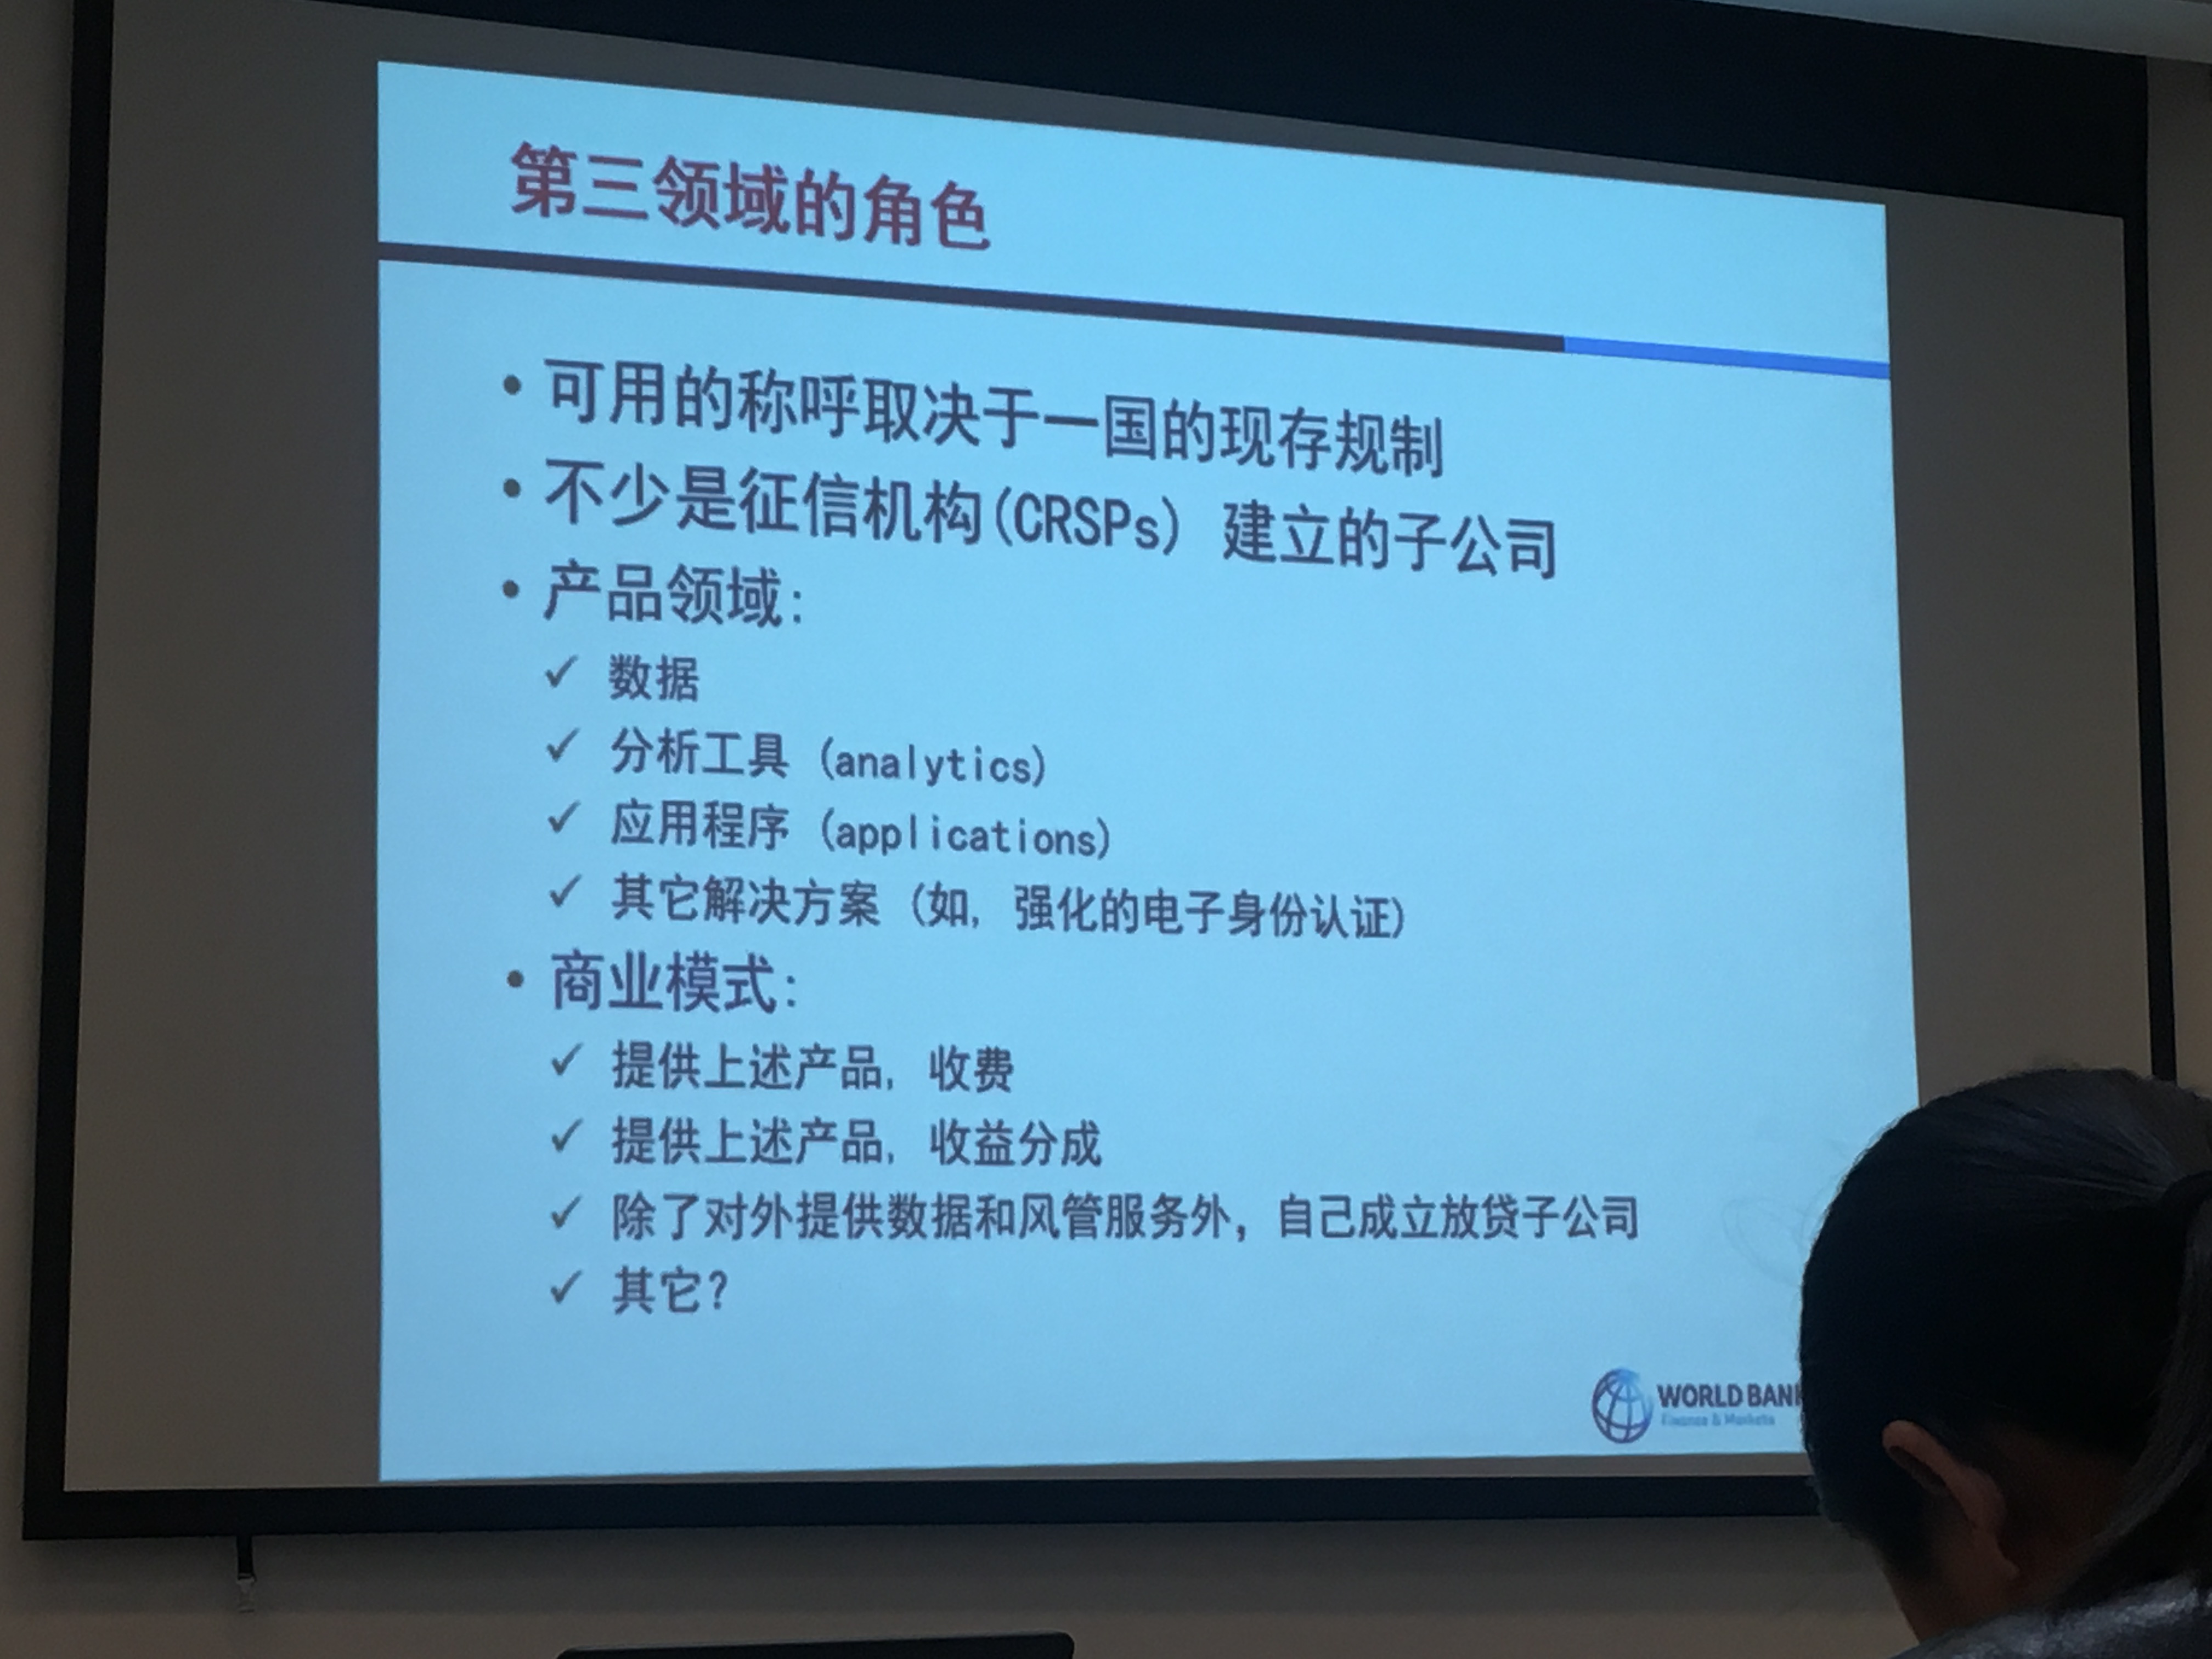 第三领域的角色
• 可用的称呼取决于一国的现存规制
• 不少是征信机构(CRSPs) 建立的子公司
• 产品领域:
✓ 数据
✓ 分析工具 (analytics)
✓ 应用程序 (applications)
✓ 其它解决方案 (如, 强化的电子身份认证)
• 商业模式:
✓ 提供上述产品, 收费
✓ 提供上述产品, 收益分成
✓ 除了对外提供数据和风管服务外, 自己成立放贷子公司
✓ 其它?
WORLD BAN
Finance & Markets